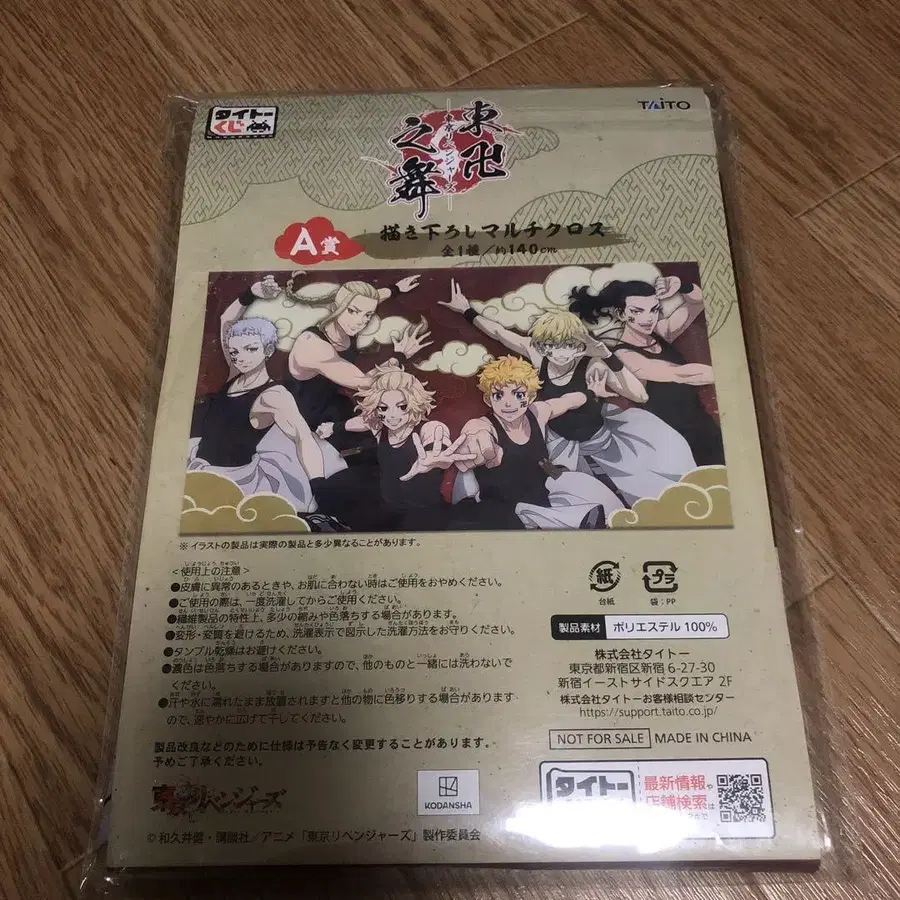 タイトー
くじ
TAITO
東卍
東京リベンジャーズ
之舞
A賞
描き下ろしマルチクロス
全1種/約140cm
※イラストの製品は実際の製品と多少異なることがあります。
<使用上の注意>
●皮膚に異常のあるときや、お肌に合わない時はご使用をおやめください。
●ご使用の際は、一度洗濯してからご使用ください。
●繊維製品の特性上、多少の縮みや色落ちする場合があります。
●変形・変質を避けるため、洗濯表示で図示した洗濯方法をお守りください。
●タンブル乾燥はお避けください。
●濃色は色落ちする場合がありますので、他のものと一緒には洗わないで
ください。
●汗や水に濡れたまま放置されますと他の物に色移りする場合があります
ので、速やかに広げて干してください。
製品改良などのために仕様は予告なく変更することがあります。
予めご了承ください。
紙
台紙
プラ
袋:PP
製品素材 ポリエステル 100%
株式会社タイトー
東京都新宿区新宿 6-27-30
新宿イーストサイドスクエア 2F
株式会社タイトーお客様相談センター
https://support.taito.co.jp/
NOT FOR SALE MADE IN CHINA
東京リベンジャーズ
KODANSHA
タイトー
最新情報や
店舗検索は
© 和久井健・講談社/アニメ「東京リベンジャーズ」製作委員会